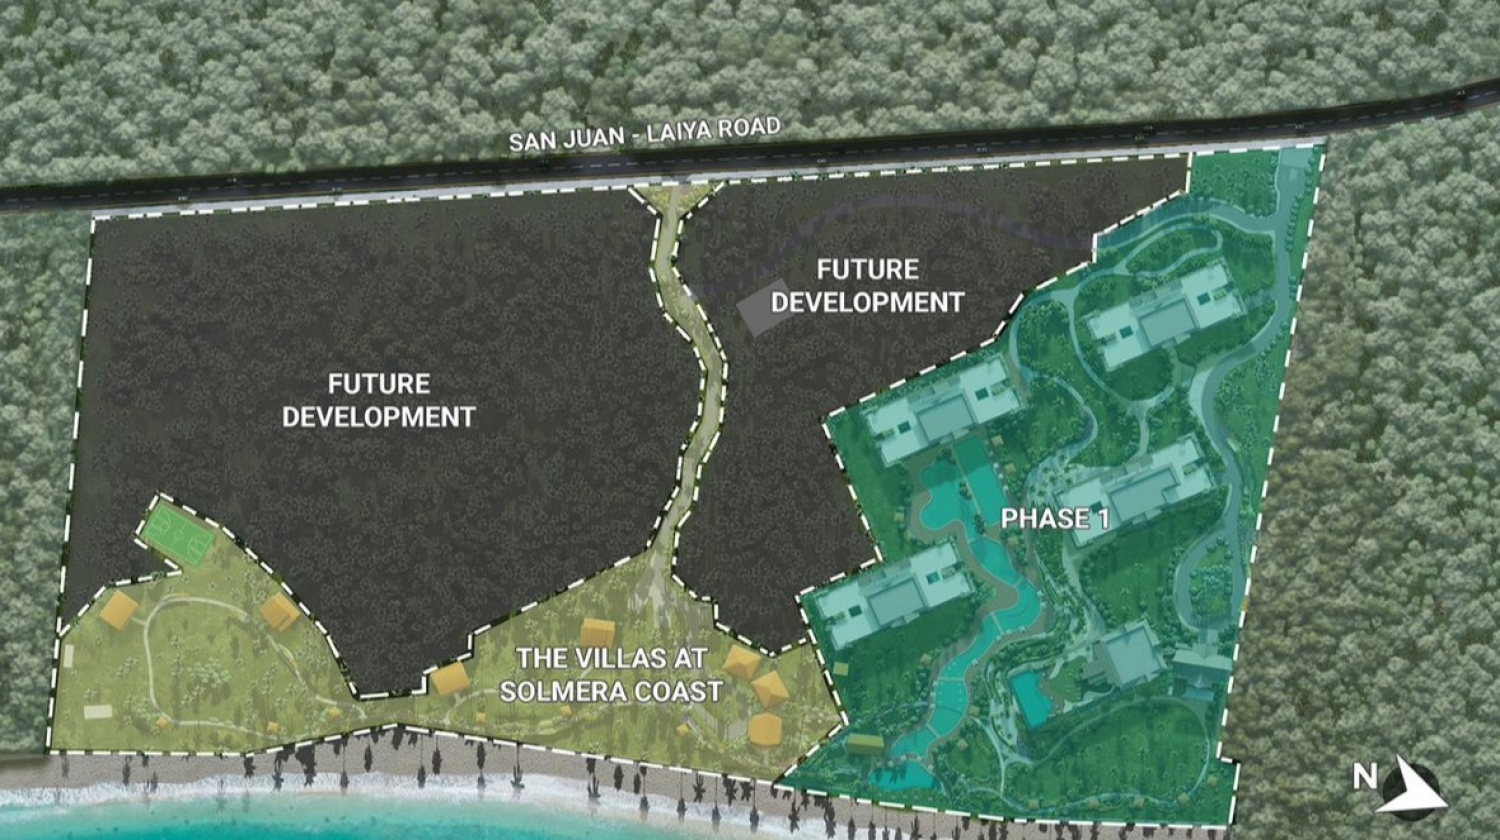 SAN JUAN - LAIYA ROAD
FUTURE
DEVELOPMENT
FUTURE
DEVELOPMENT
PHASE 1
THE VILLAS AT
SOLMERA COAST
N